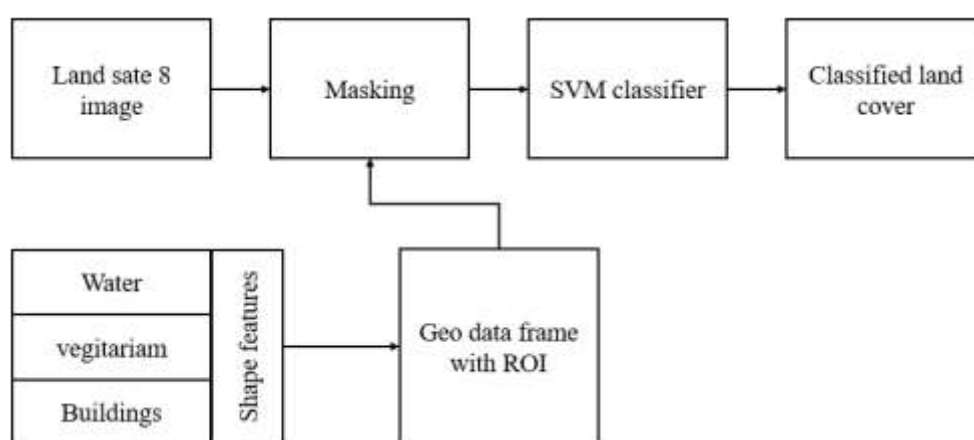 Land sate 8
image
Masking
SVM classifier
Classified land
cover
Water
vegitariam
Buildings
Shape features
Geo data frame
with ROI